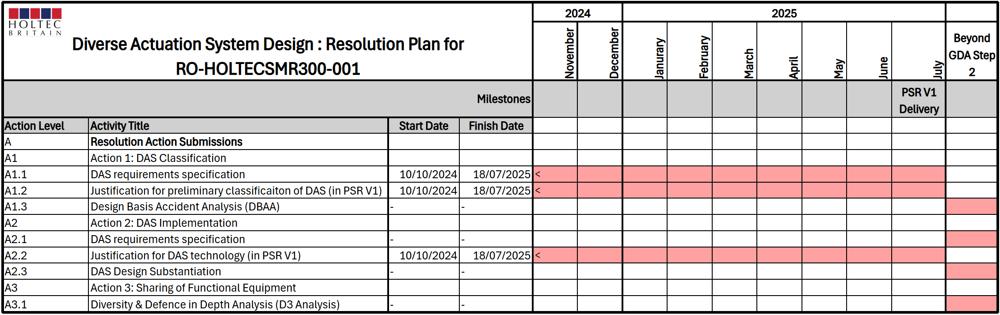 HOLTEC
BRITAIN
Diverse Actuation System Design : Resolution Plan for
RO-HOLTECSMR300-001
2024
2025
November
December
Janurary
February
March
April
May
June
July
Beyond
GDA Step
2
Milestones
PSR V1
Delivery
Action Level Activity Title Start Date Finish Date
A Resolution Action Submissions
A1 Action 1: DAS Classification
A1.1 DAS requirements specification 10/10/2024 18/07/2025 <
A1.2 Justification for preliminary classificaiton of DAS (in PSR V1) 10/10/2024 18/07/2025 <
A1.3 Design Basis Accident Analysis (DBAA) - -
A2 Action 2: DAS Implementation
A2.1 DAS requirements specification - -
A2.2 Justification for DAS technology (in PSR V1) 10/10/2024 18/07/2025 <
A2.3 DAS Design Substantiation - -
A3 Action 3: Sharing of Functional Equipment
A3.1 Diversity & Defence in Depth Analysis (D3 Analysis) - -